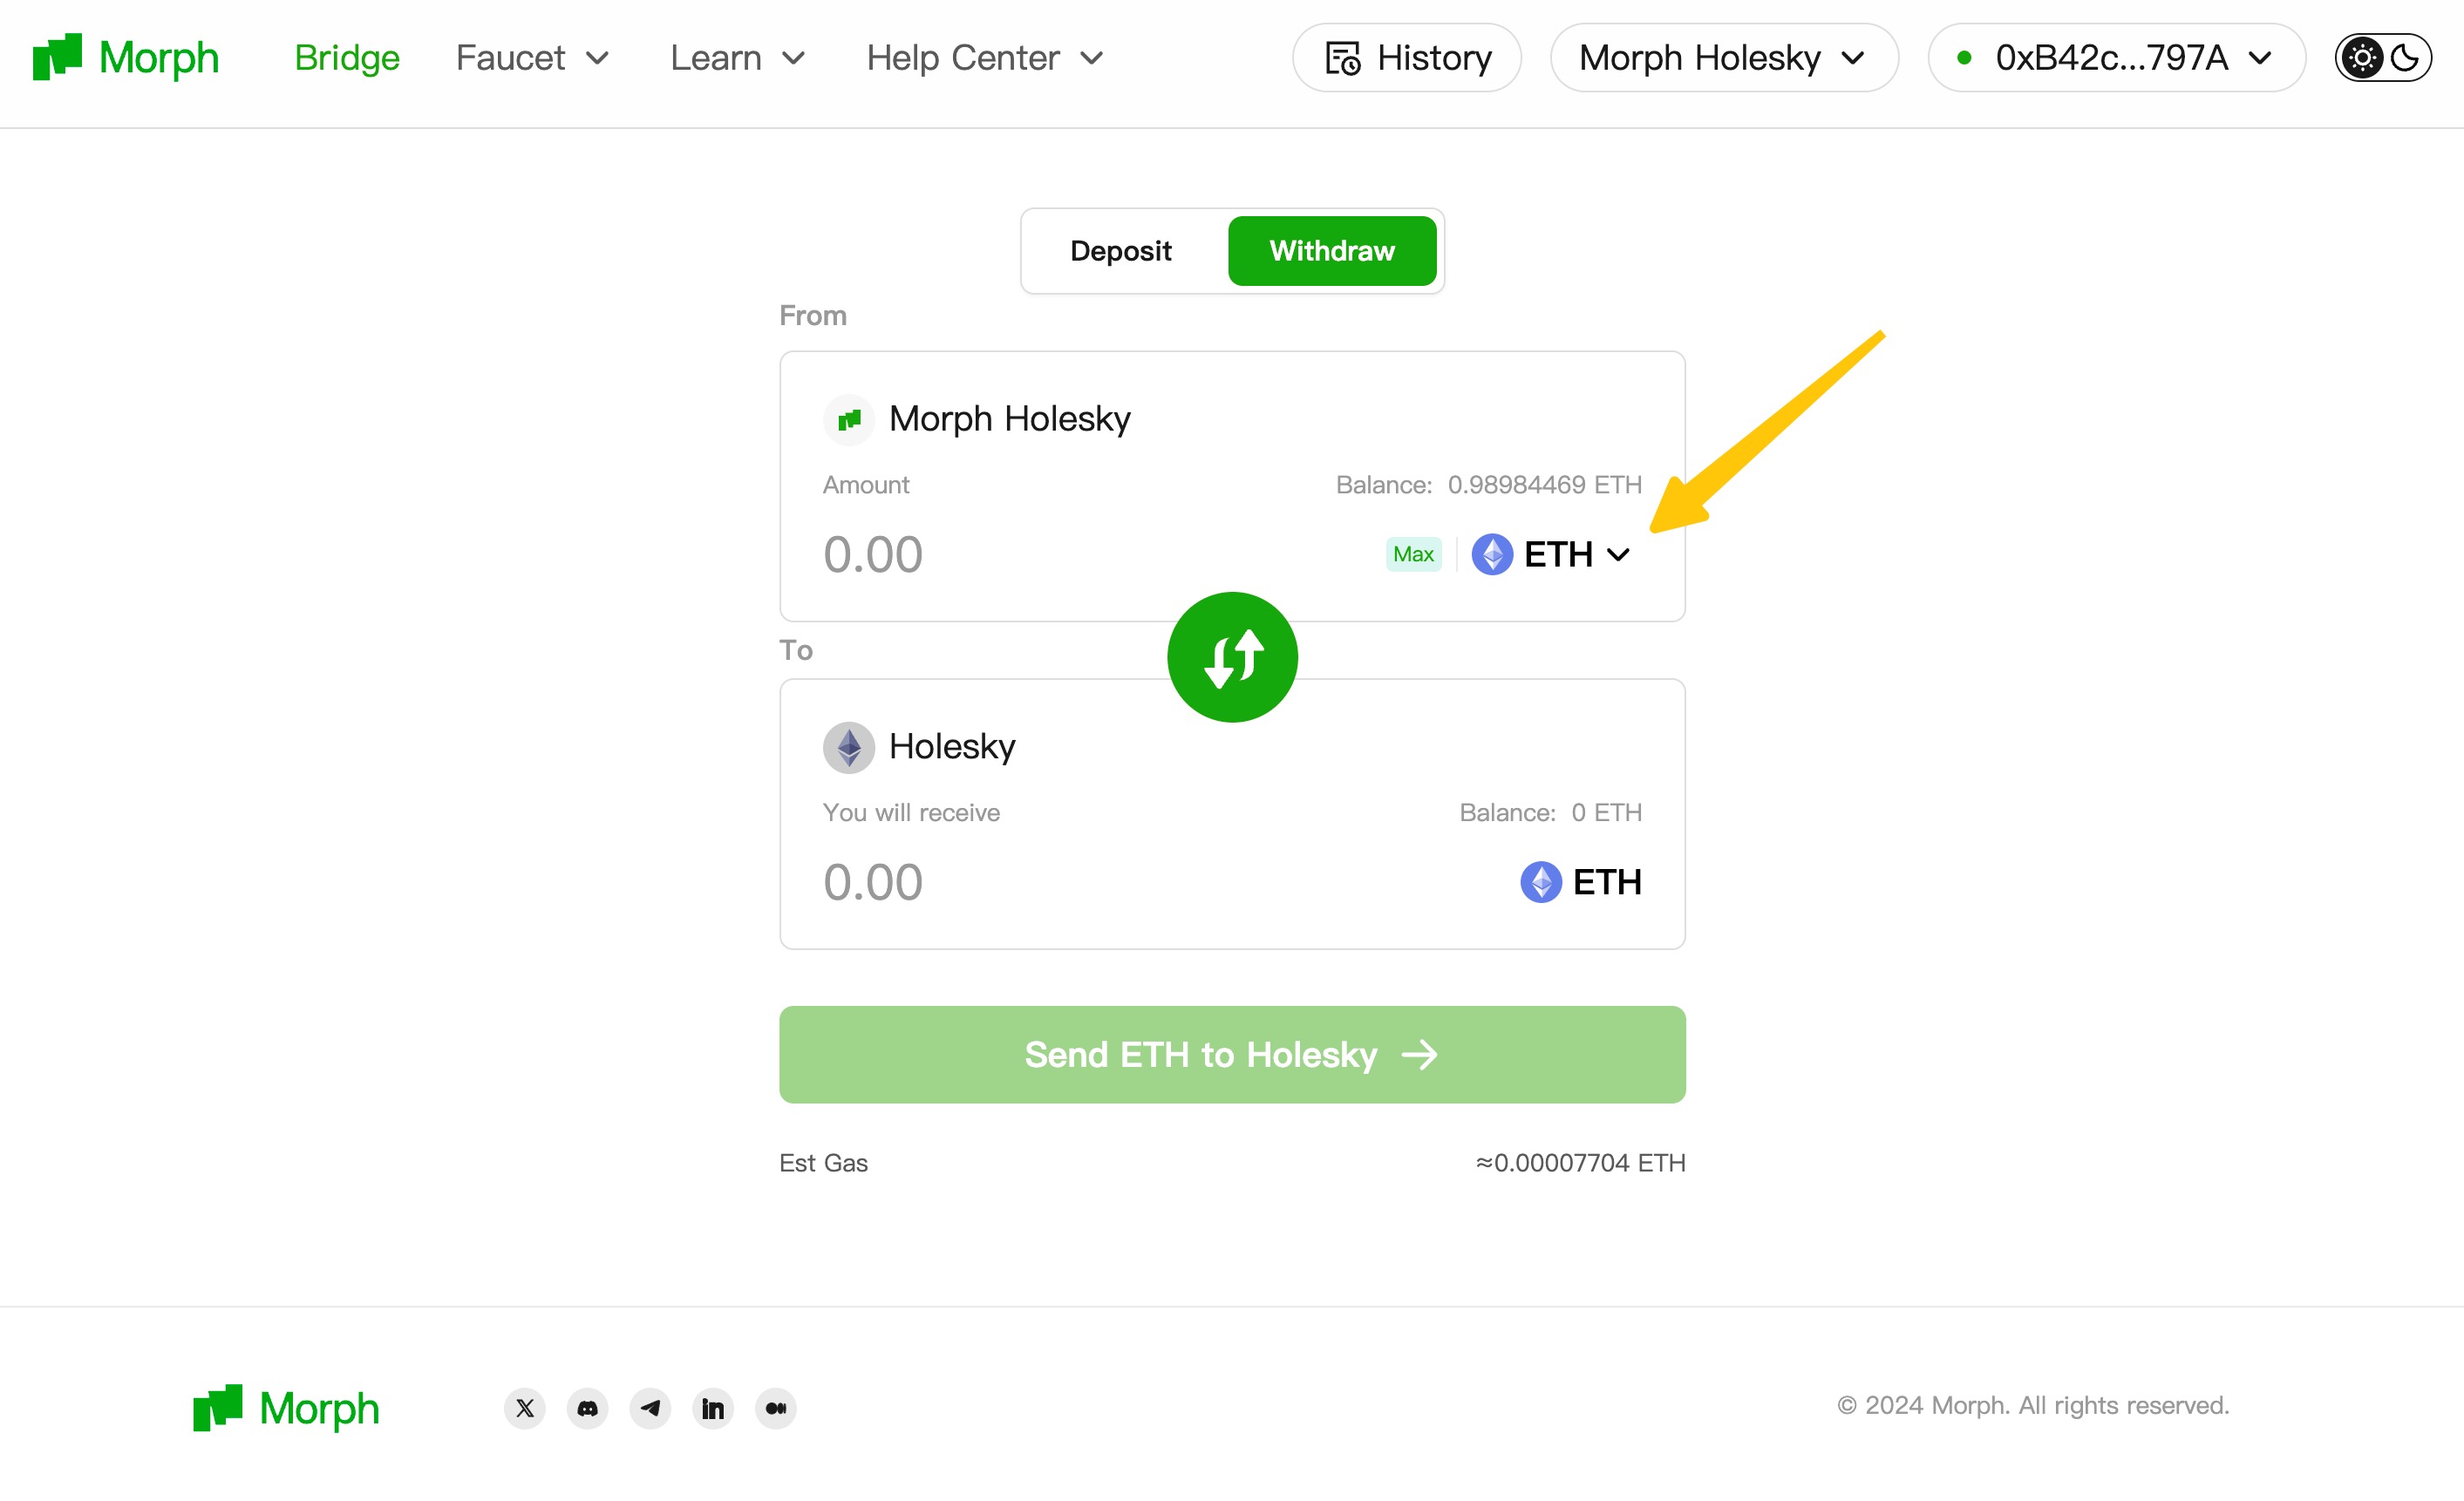 Morph Bridge Faucet Learn Help Center History Morph Holesky 0xB42c...797A
Deposit Withdraw
From
Morph Holesky
Amount Balance: 0.98984469 ETH
0.00 Max ETH
To
Holesky
You will receive Balance: 0 ETH
0.00 ETH
Send ETH to Holesky →
Est Gas ≈0.00007704 ETH
Morph © 2024 Morph. All rights reserved.